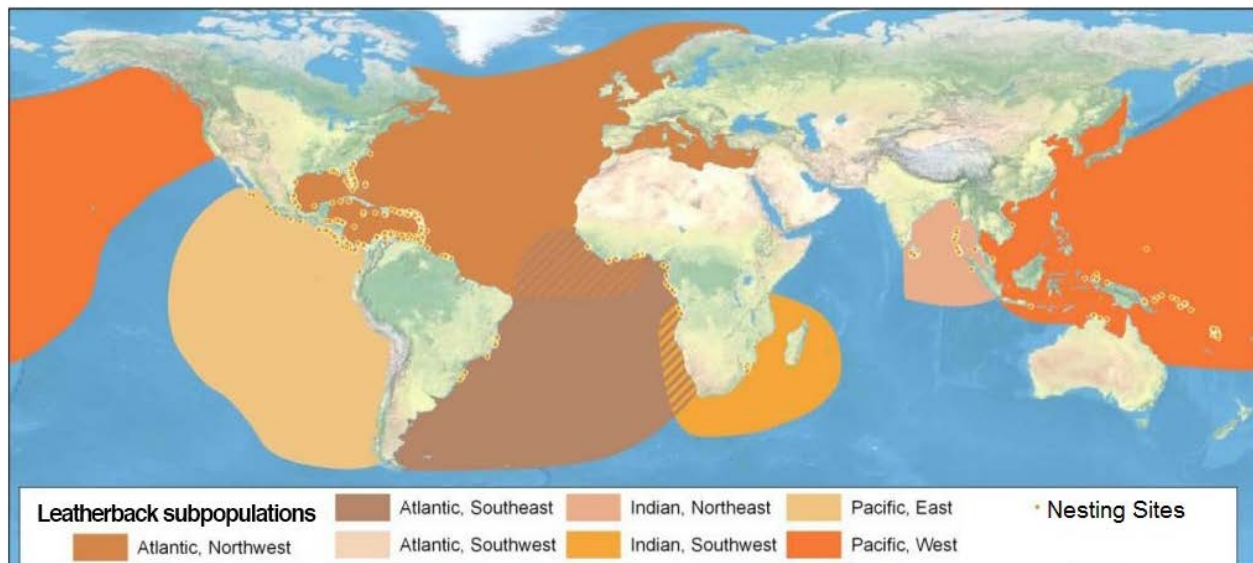 Leatherback subpopulations
Atlantic, Northwest
Atlantic, Southeast
Atlantic, Southwest
Indian, Northeast
Indian, Southwest
Pacific, East
Pacific, West
Nesting Sites